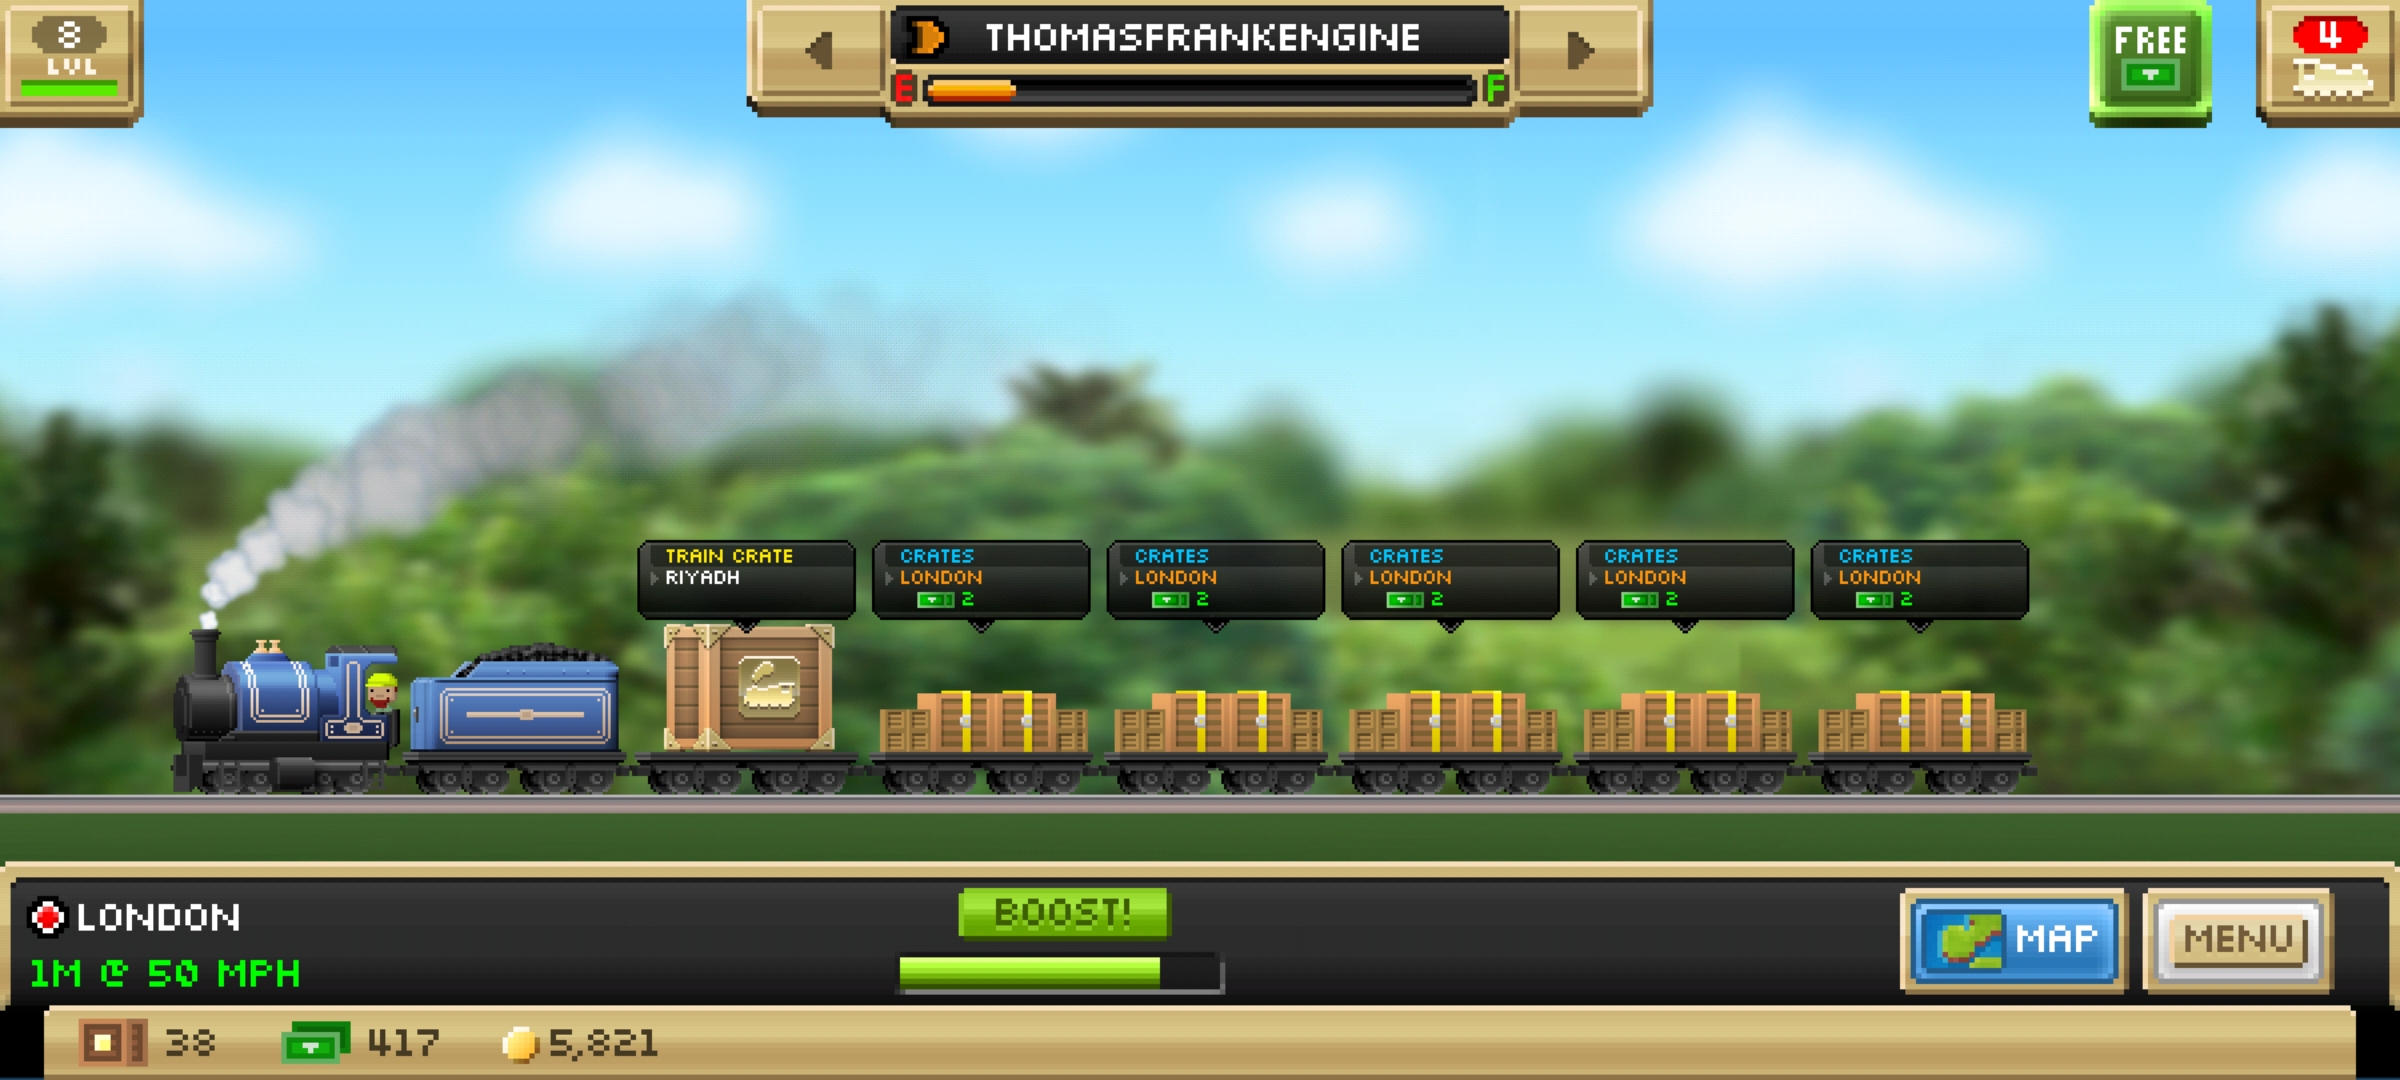 8
LVL
THOMASFRANKENGINE
E F
FREE
4
TRAIN CRATE
RIYADH
CRATES
LONDON
2
CRATES
LONDON
2
CRATES
LONDON
2
CRATES
LONDON
2
CRATES
LONDON
2
LONDON
1M @ 50 MPH
BOOST!
MAP
MENU
38
417
5,821